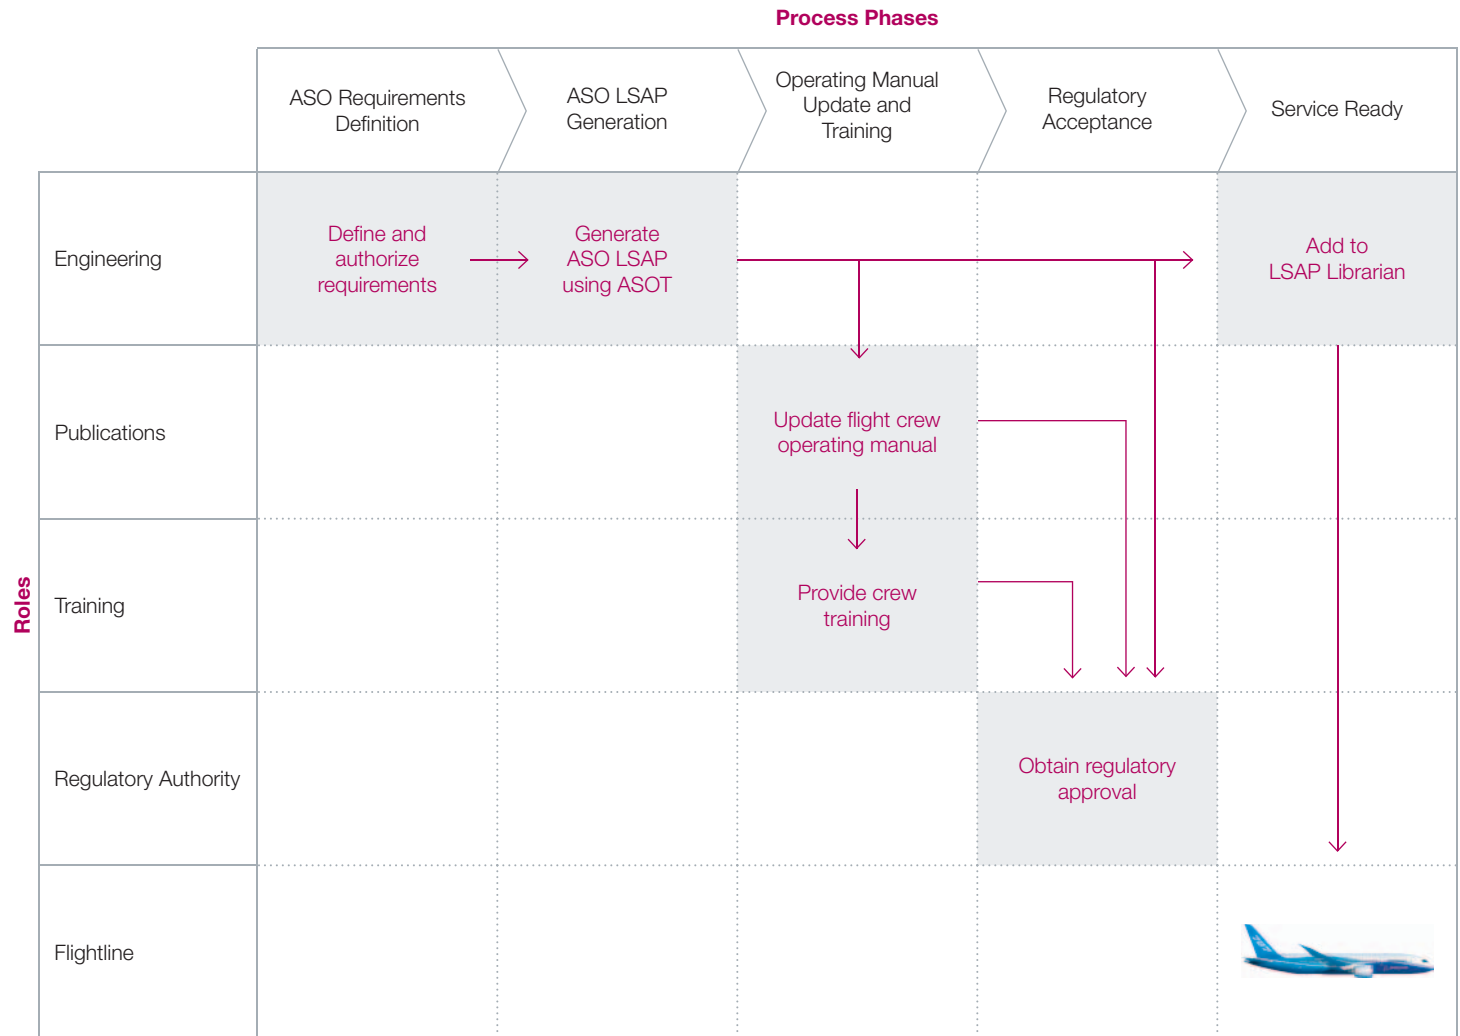 Process Phases
ASO Requirements
Definition
ASO LSAP
Generation
Operating Manual
Update and
Training
Regulatory
Acceptance
Service Ready
Roles
Engineering
Define and
authorize
requirements
Generate
ASO LSAP
using ASOT
Add to
LSAP Librarian
Publications
Update flight crew
operating manual
Training
Provide crew
training
Regulatory Authority
Obtain regulatory
approval
Flightline
787